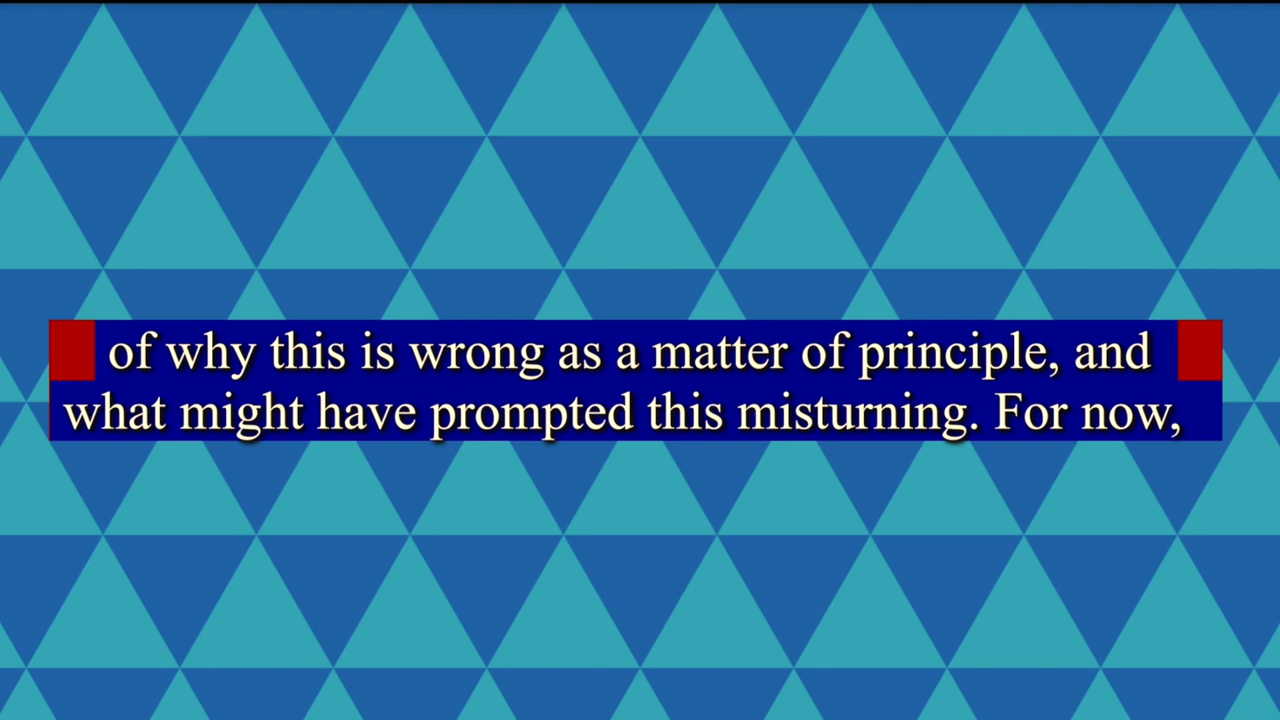 of why this is wrong as a matter of principle, and
what might have prompted this misturning. For now,